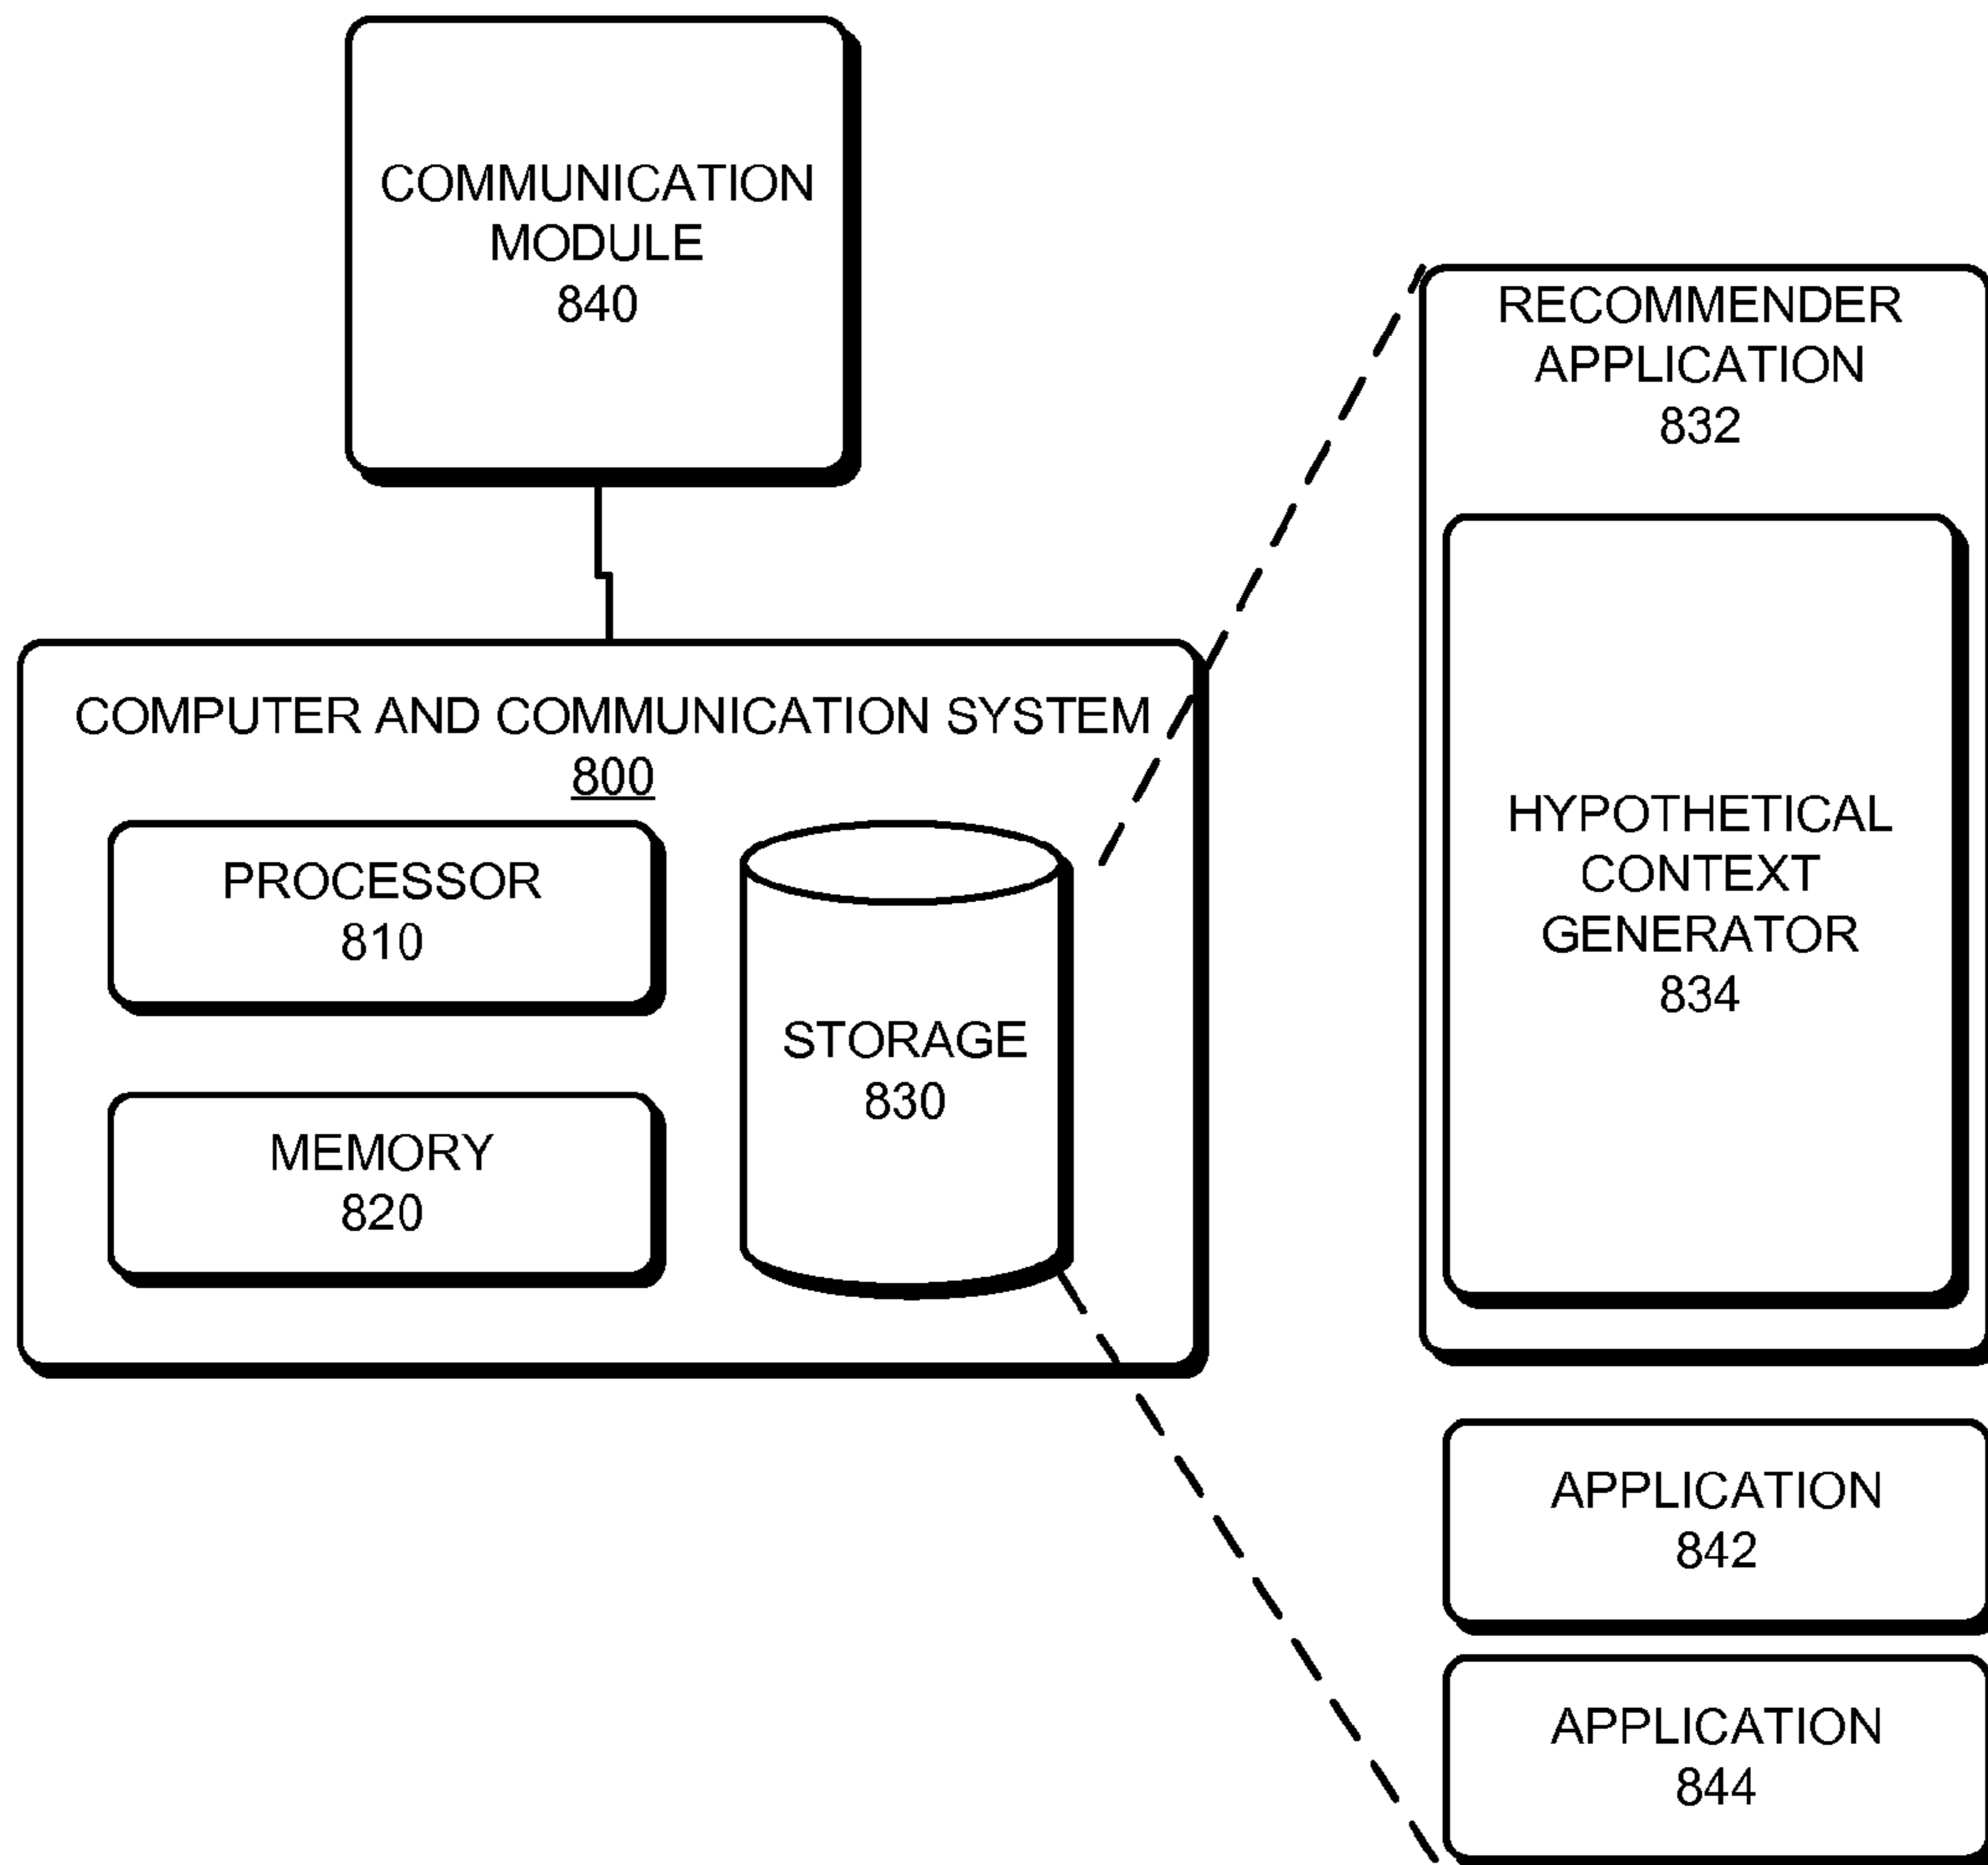 COMMUNICATION
MODULE
840
RECOMMENDER
APPLICATION
832
COMPUTER AND COMMUNICATION SYSTEM
800
PROCESSOR
810
MEMORY
820
STORAGE
830
HYPOTHETICAL
CONTEXT
GENERATOR
834
APPLICATION
842
APPLICATION
844